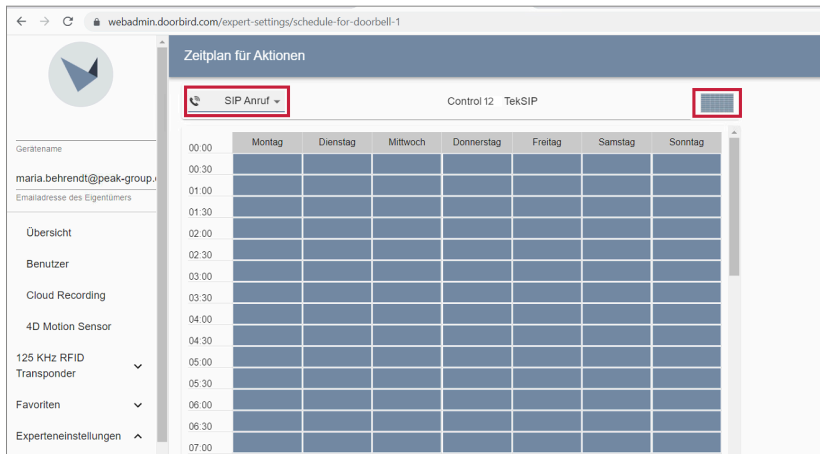 webadmin.doorbird.com/expert-settings/schedule-for-doorbell-1
Zeitplan für Aktionen
SIP Anruf
Control 12 TekSIP
Gerätename
maria.behrendt@peak-group.
Emailadresse des Eigentümers
Übersicht
Benutzer
Cloud Recording
4D Motion Sensor
125 KHz RFID
Transponder
Favoriten
Experteneinstellungen
Montag Dienstag Mittwoch Donnerstag Freitag Samstag Sonntag
00:00
00:30
01:00
01:30
02:00
02:30
03:00
03:30
04:00
04:30
05:00
05:30
06:00
06:30
07:00